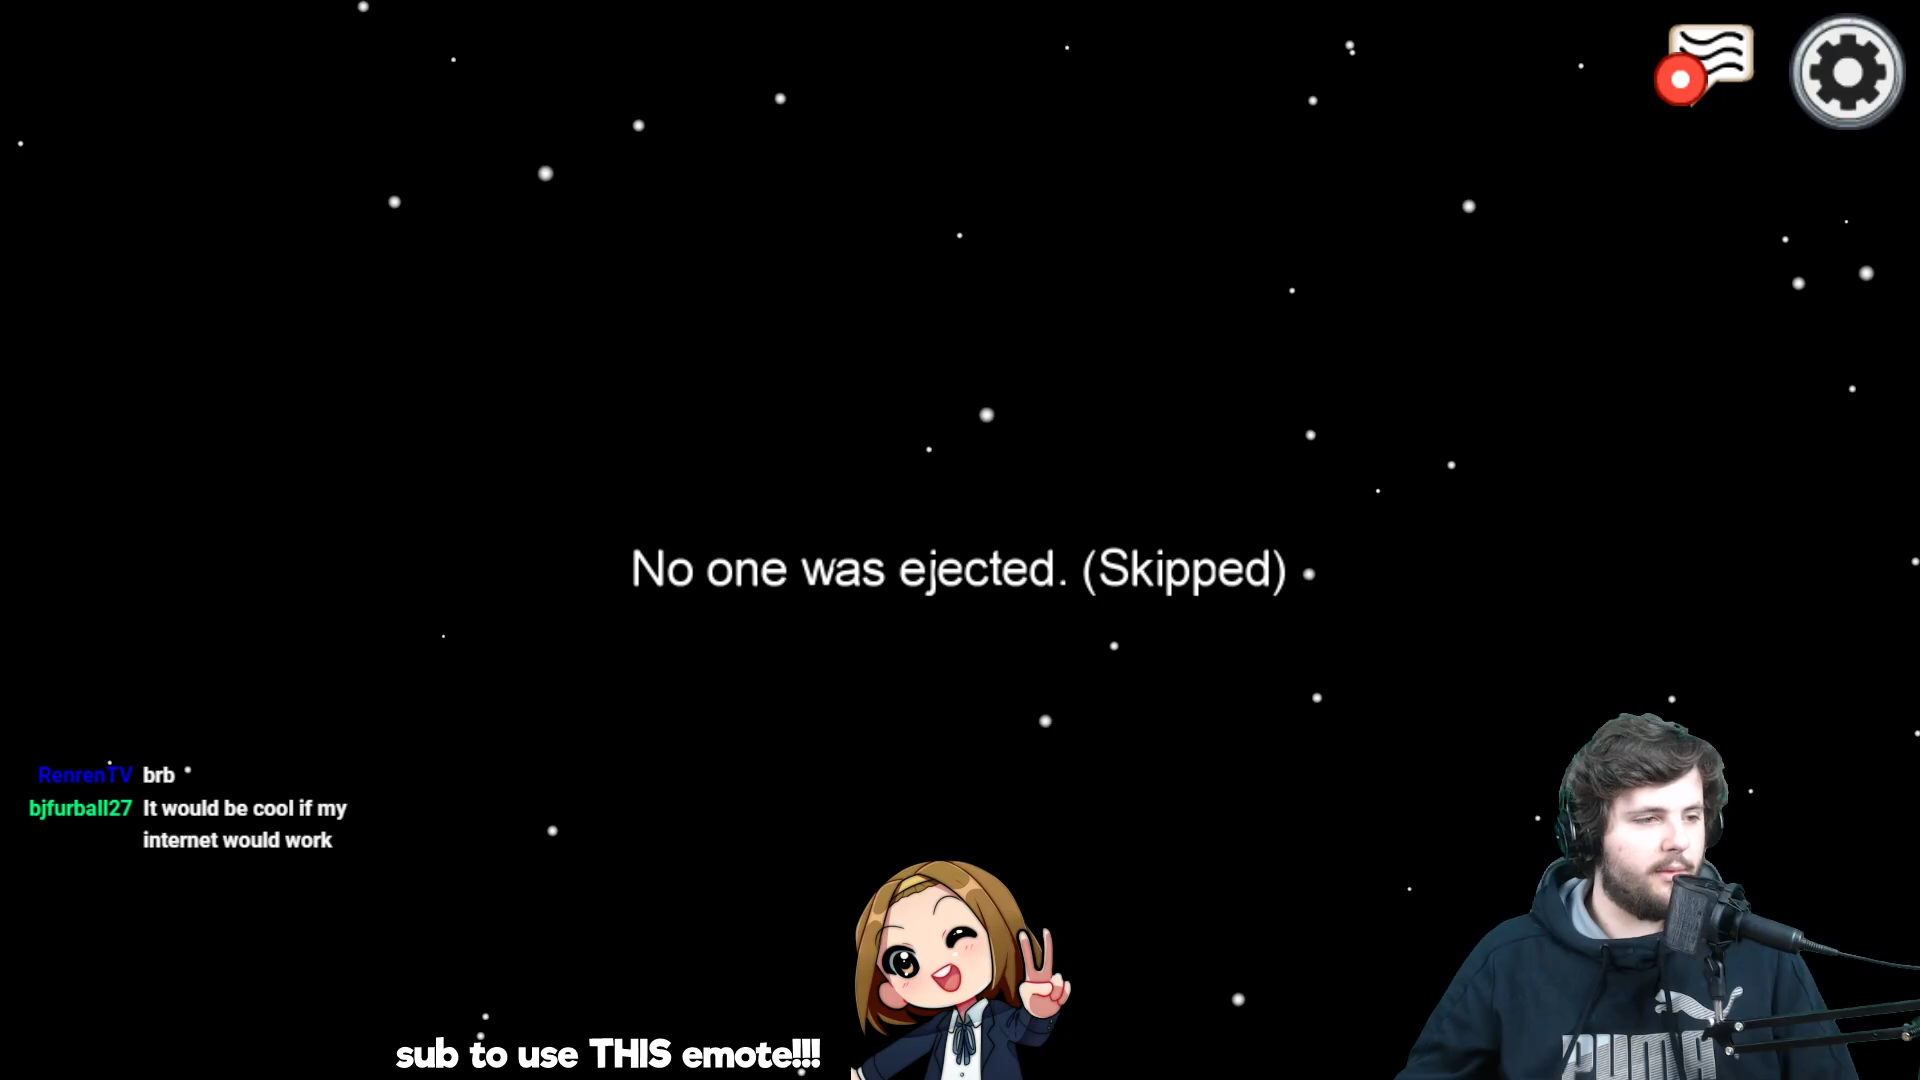 No one was ejected. (Skipped)
RenrenTV brb
bjfurball27 It would be cool if my
internet would work
sub to use THIS emote!!!
PUMA